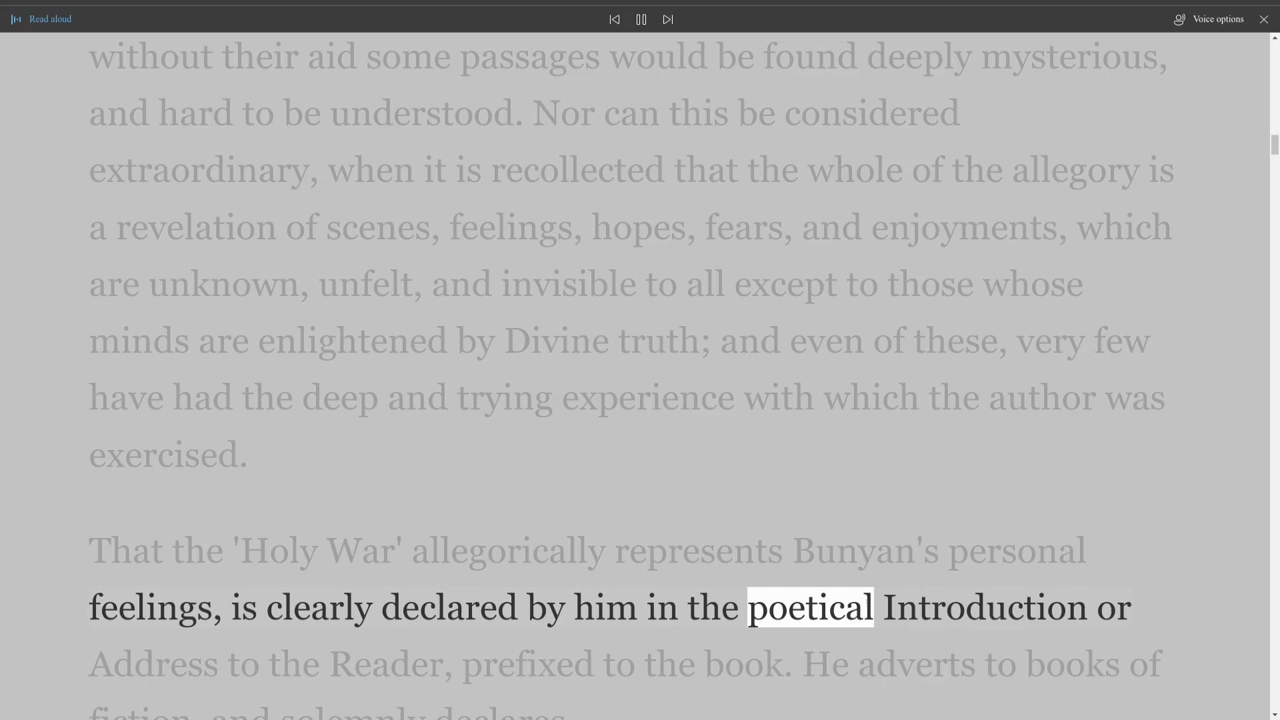 Read aloud
Voice options
without their aid some passages would be found deeply mysterious,
and hard to be understood. Nor can this be considered
extraordinary, when it is recollected that the whole of the allegory is
a revelation of scenes, feelings, hopes, fears, and enjoyments, which
are unknown, unfelt, and invisible to all except to those whose
minds are enlightened by Divine truth; and even of these, very few
have had the deep and trying experience with which the author was
exercised.
That the 'Holy War' allegorically represents Bunyan's personal
feelings, is clearly declared by him in the poetical Introduction or
Address to the Reader, prefixed to the book. He adverts to books of
fiction, and solemnly declares